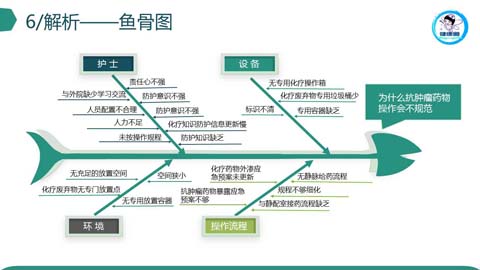 6/解析——鱼骨图
护士
设备
责任心不强
与外院缺少学习交流
防护意识不强
人员配置不合理
防护意识不强
人力不足
化疗知识防护信息更新慢
未按操作规程
防护知识缺乏
无专用化疗操作箱
化疗废弃物专用垃圾桶少
标识不清
专用容器缺乏
为什么抗肿瘤药物
操作会不规范
无充足的放置空间
空间狭小
化疗废弃物无专门放置点
无专用放置容器
化疗药物外渗应
急预案未更新
无静脉给药流程
抗肿瘤药物暴露应急
预案不够
规程不够细化
与静配室接药流程缺乏
环境
操作流程